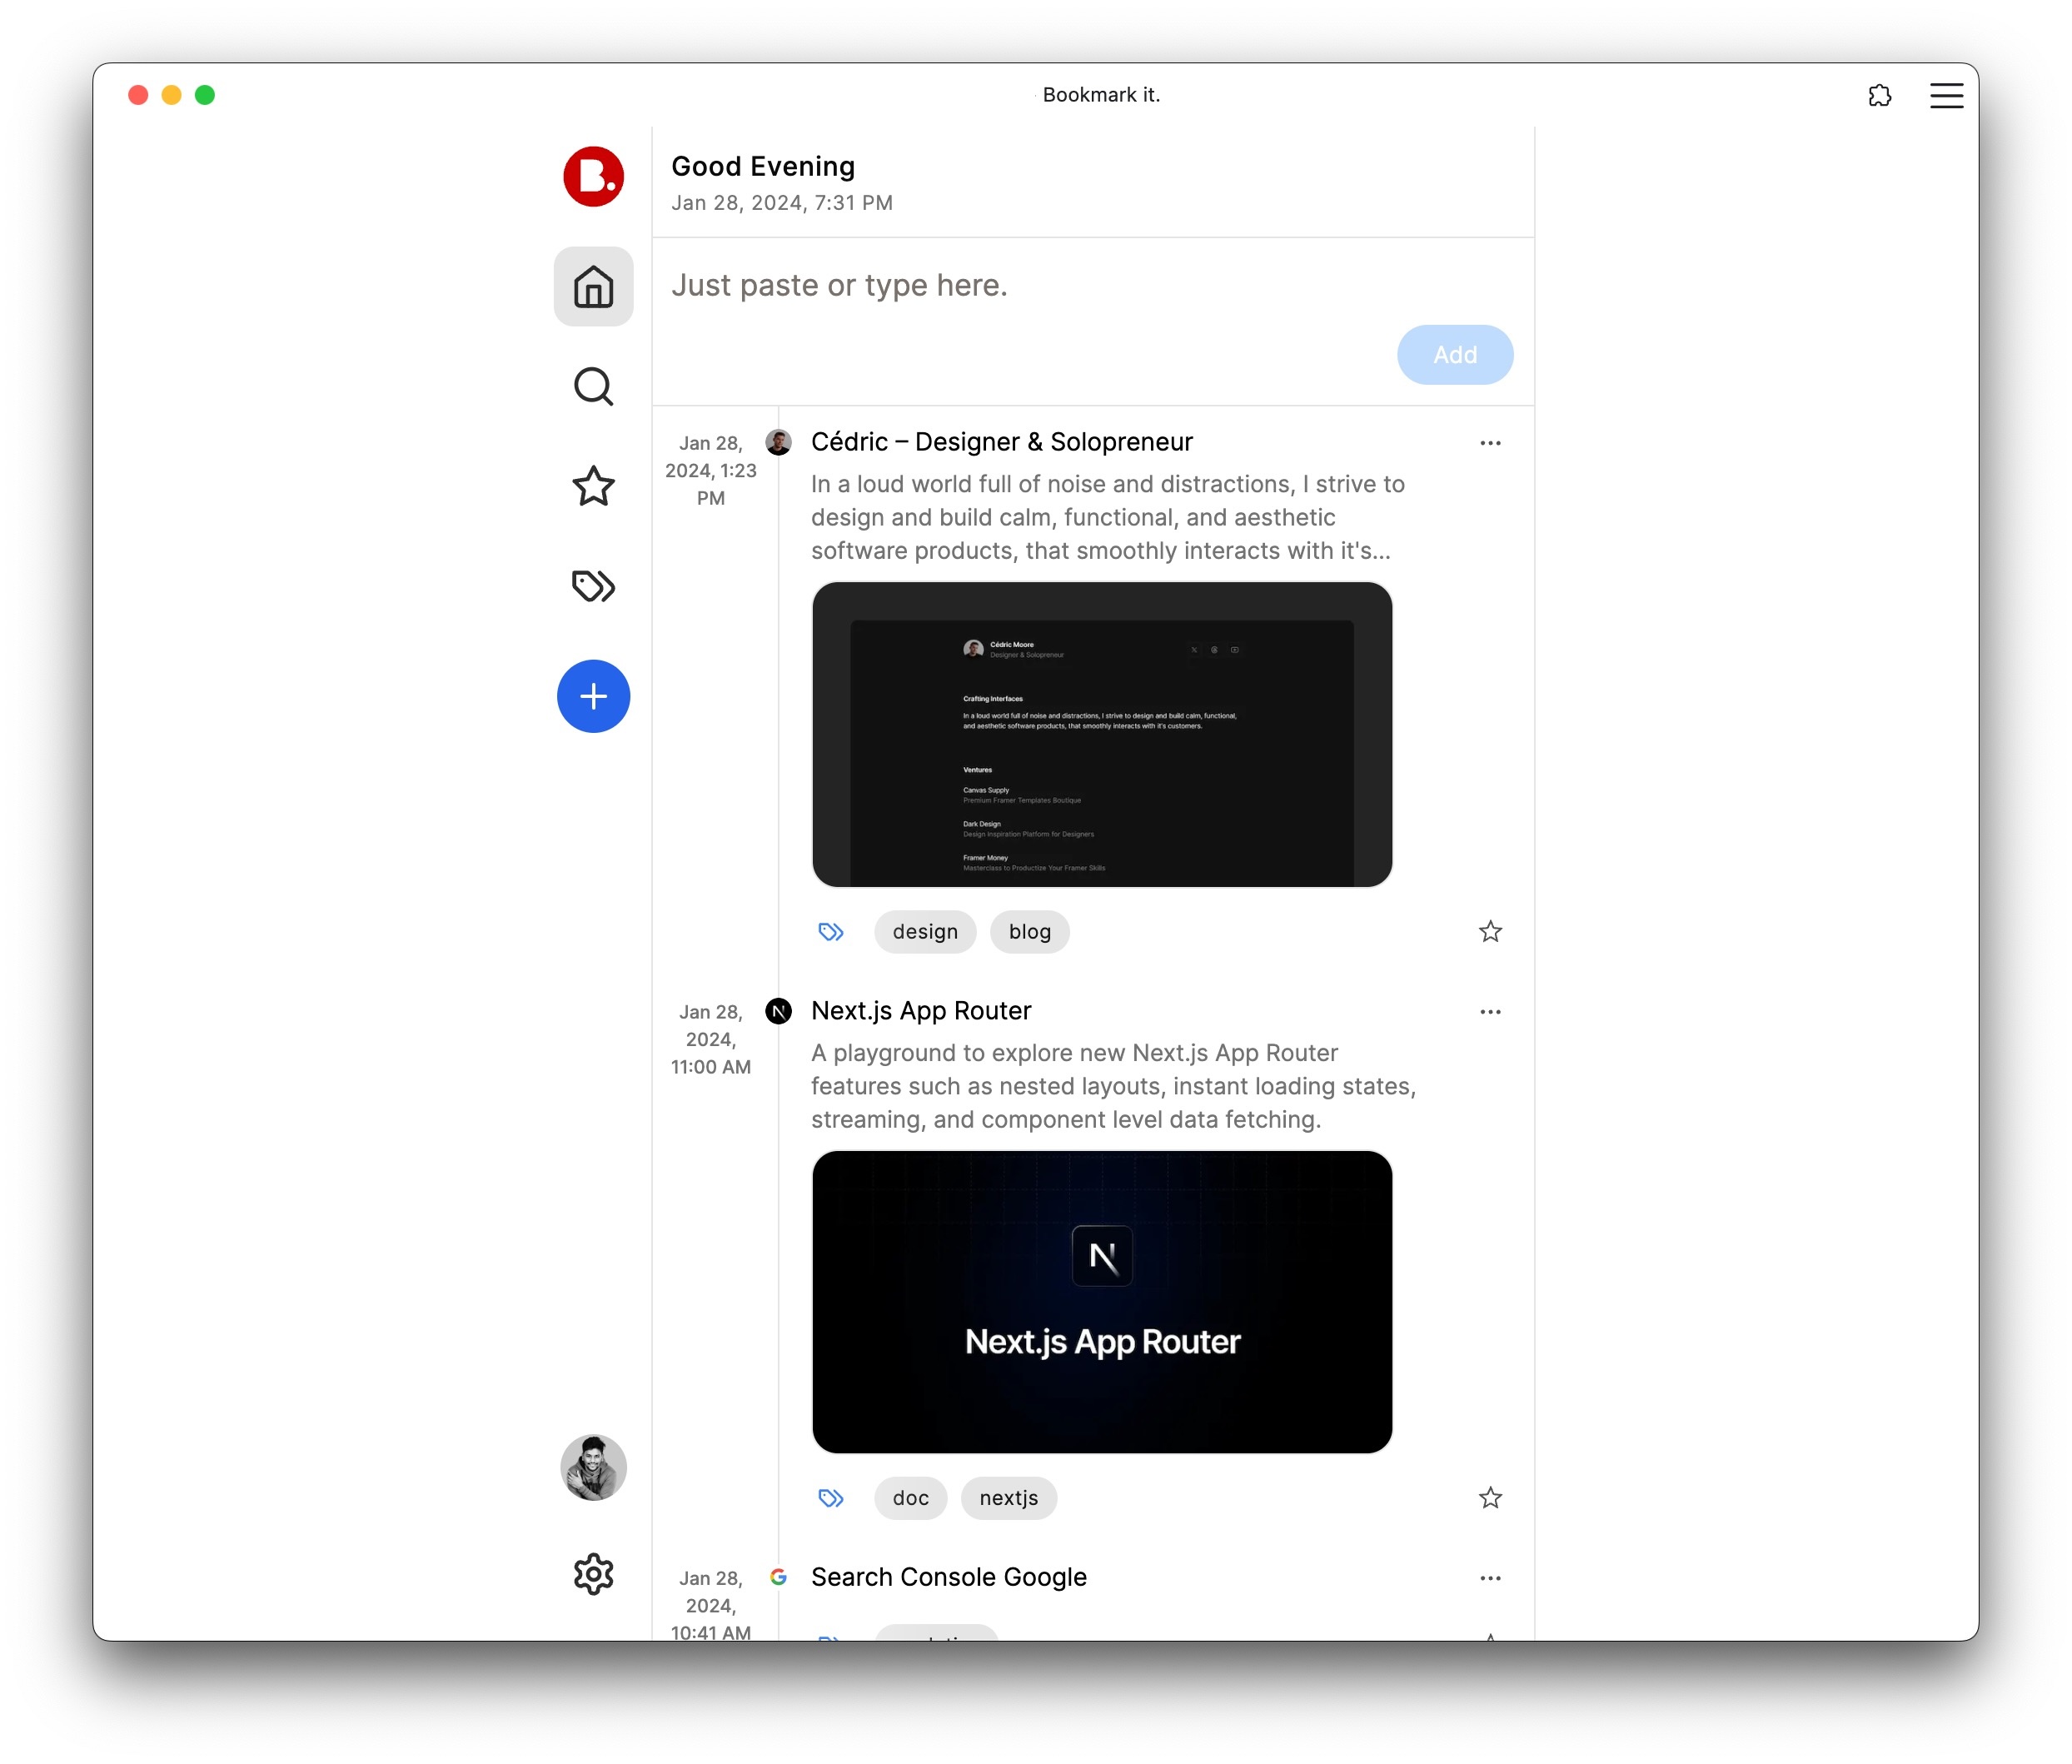 Bookmark it.
B.
Good Evening
Jan 28, 2024, 7:31 PM
Just paste or type here.
Add
Jan 28,
2024, 1:23
PM
Cédric – Designer & Solopreneur
In a loud world full of noise and distractions, I strive to
design and build calm, functional, and aesthetic
software products, that smoothly interacts with it's...
Cédric Moore
Designer & Solopreneur
Crafting Interfaces
In a loud world full of noise and distractions, I strive to design and build calm, functional,
and aesthetic software products, that smoothly interacts with it's customers.
Ventures
Canvas Supply
Premium Framer Templates Boutique
Dark Design
Design Inspiration Platform for Designers
Framer Money
Masterclass to Productize Your Framer Skills
design
blog
Jan 28,
2024,
11:00 AM
N
Next.js App Router
A playground to explore new Next.js App Router
features such as nested layouts, instant loading states,
streaming, and component level data fetching.
N
Next.js App Router
doc
nextjs
Jan 28,
2024,
10:41 AM
G
Search Console Google